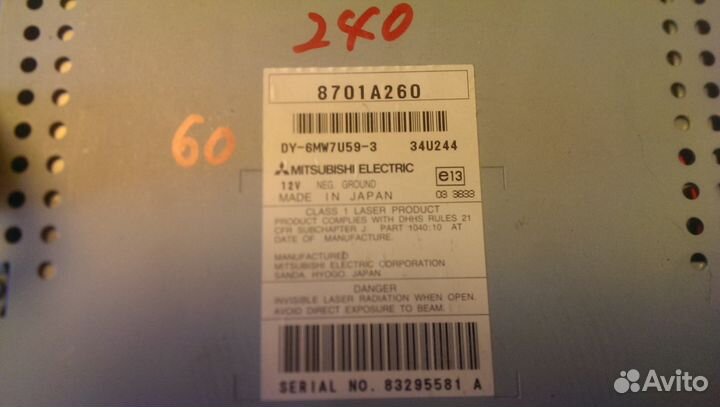 240
60
8701A260
DY-6MW7U59-3 34U244
MITSUBISHI ELECTRIC
12V NEG GROUND
MADE IN JAPAN
e13
03 3633
CLASS 1 LASER PRODUCT
PRODUCT COMPLIES WITH DHHS RULES 21
CFR SUBCHAPTER J. PART 1040:10 AT
DATE OF MANUFACTURE.
MANUFACTURED
MITSUBISHI ELECTRIC CORPORATION
SANDA HYOGO, JAPAN
DANGER
INVISIBLE LASER RADIATION WHEN OPEN.
AVOID DIRECT EXPOSURE TO BEAM.
SERIAL NO. 83295581 A
Avito